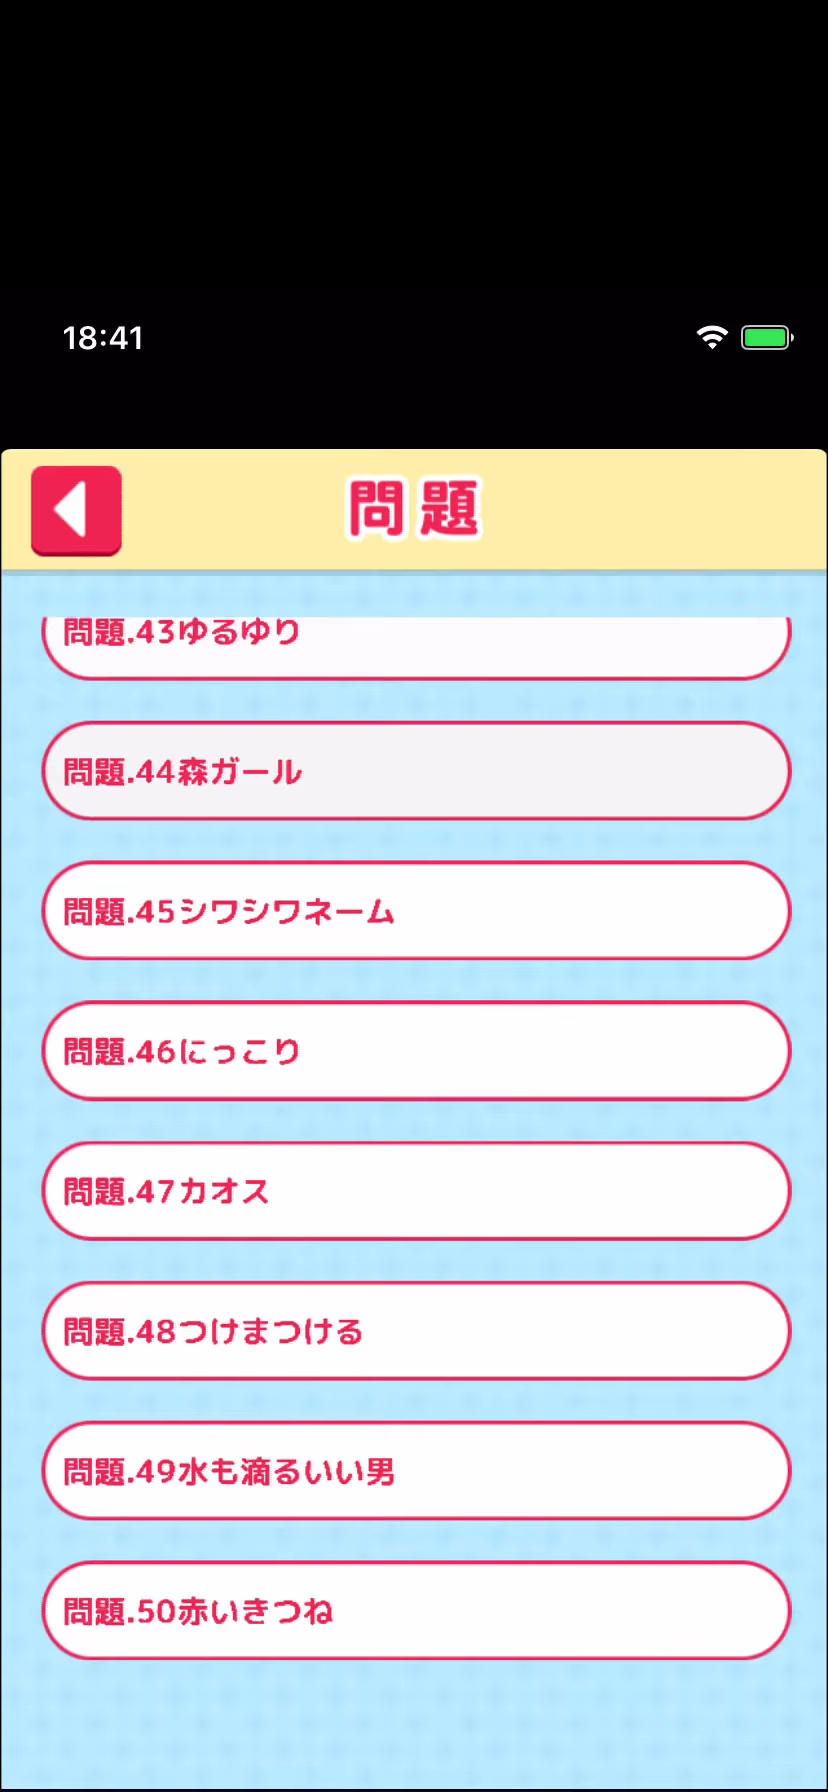 18:41
問題
問題.43ゆるゆり
問題.44森ガール
問題.45シワシワネーム
問題.46にっこり
問題.47カオス
問題.48つけまつける
問題.49水も滴るいい男
問題.50赤いきつね